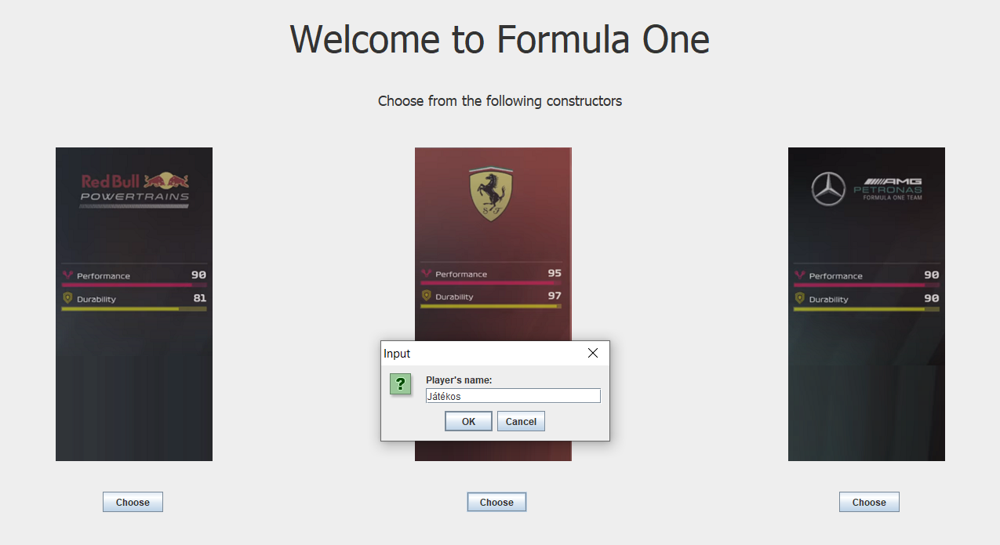 Welcome to Formula One
Choose from the following constructors
Red Bull
POWERTRAINS
Performance 90
Durability 81
S F
Performance 95
Durability 97
AMG
PETRONAS
FORMULA ONE TEAM
Performance 90
Durability 90
Input
?
Player's name:
Játékos
OK Cancel
Choose Choose Choose